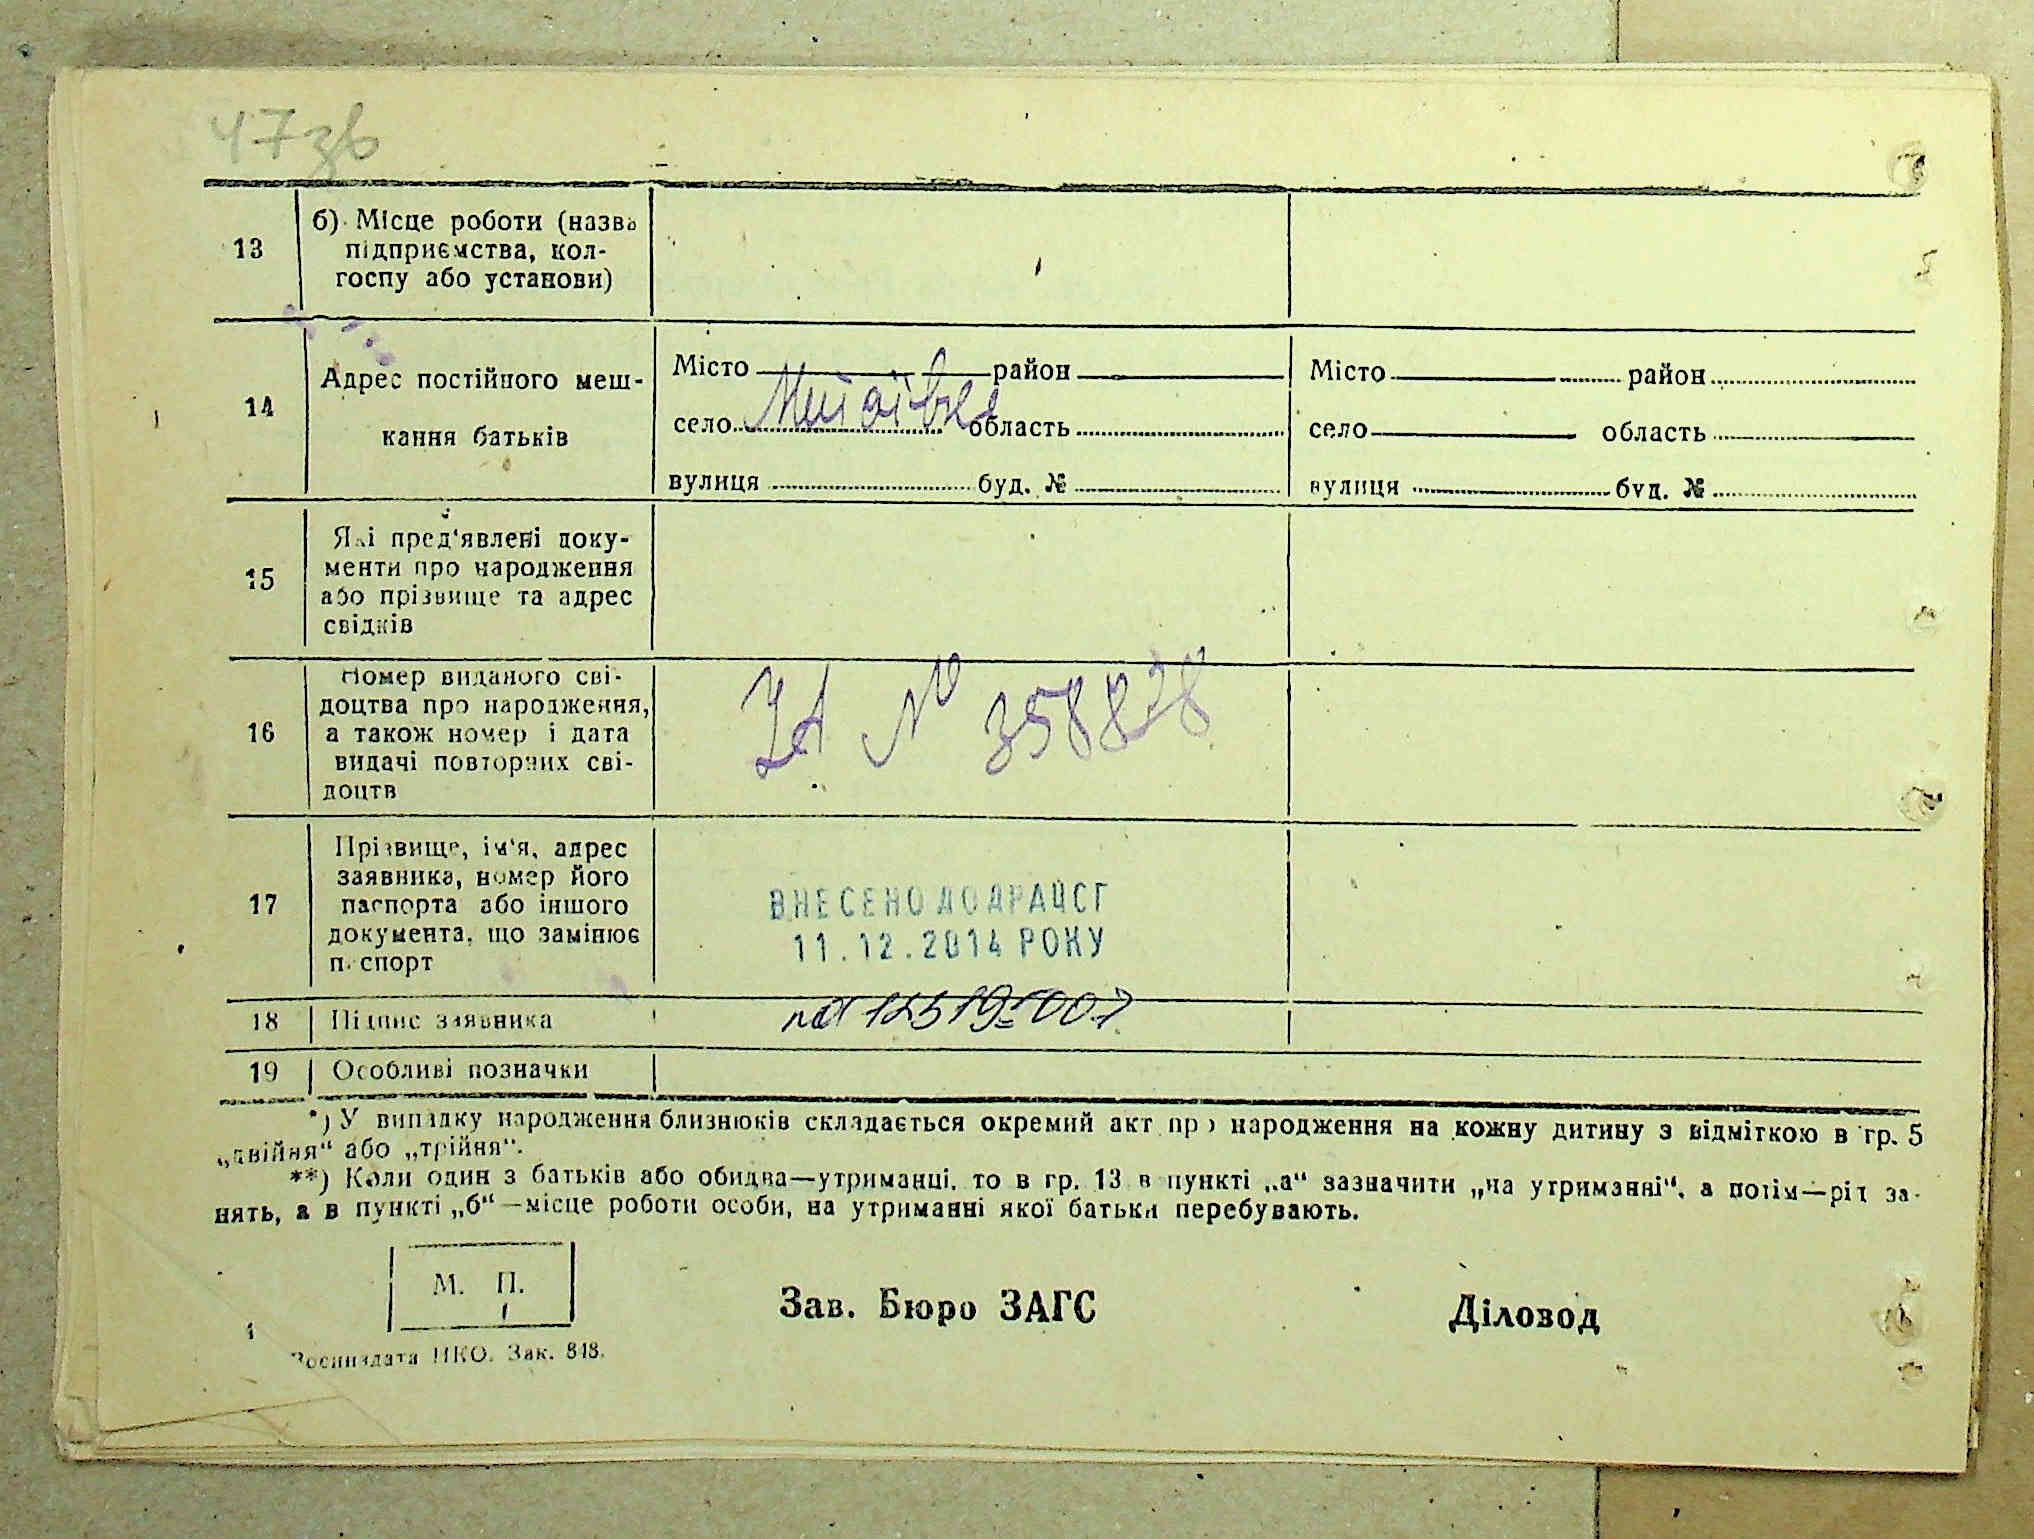 47зв
13
б) Місце роботи (назва
підприємства, кол-
госпу або установи)
14
Адрес постійного меш-
кання батьків
Місто район
село область
вулиця буд. №
Місто район
село область
вулиця буд. №
15
Які пред'явлені доку-
менти про народження
або прізвище та адрес
свідків
16
Номер виданого сві-
доцтва про народження,
а також номер і дата
видачі повторних сві-
доцтв
№ 358828
17
Прізвище, ім'я, адрес
заявника, номер його
паспорта або іншого
документа, що замінює
паспорт
ВНЕСЕНО ДО ДРАЦСГ
11.12.2014 РОКУ
18
Підпис заявника
19
Особливі позначки
*) У випадку народження близнюків складається окремий акт про народження на кожну дитину з відміткою в гр. 5
„двійня“ або „трійня“.
**) Коли один з батьків або обидва—утриманці, то в гр. 13 в пункті „а“ зазначити „на утриманні“, а потім—рід за-
нять, а в пункті „б“—місце роботи особи, на утриманні якої батьки перебувають.
М. П.
Зав. Бюро ЗАГС
Діловод
1
НКО. Зак. 848.